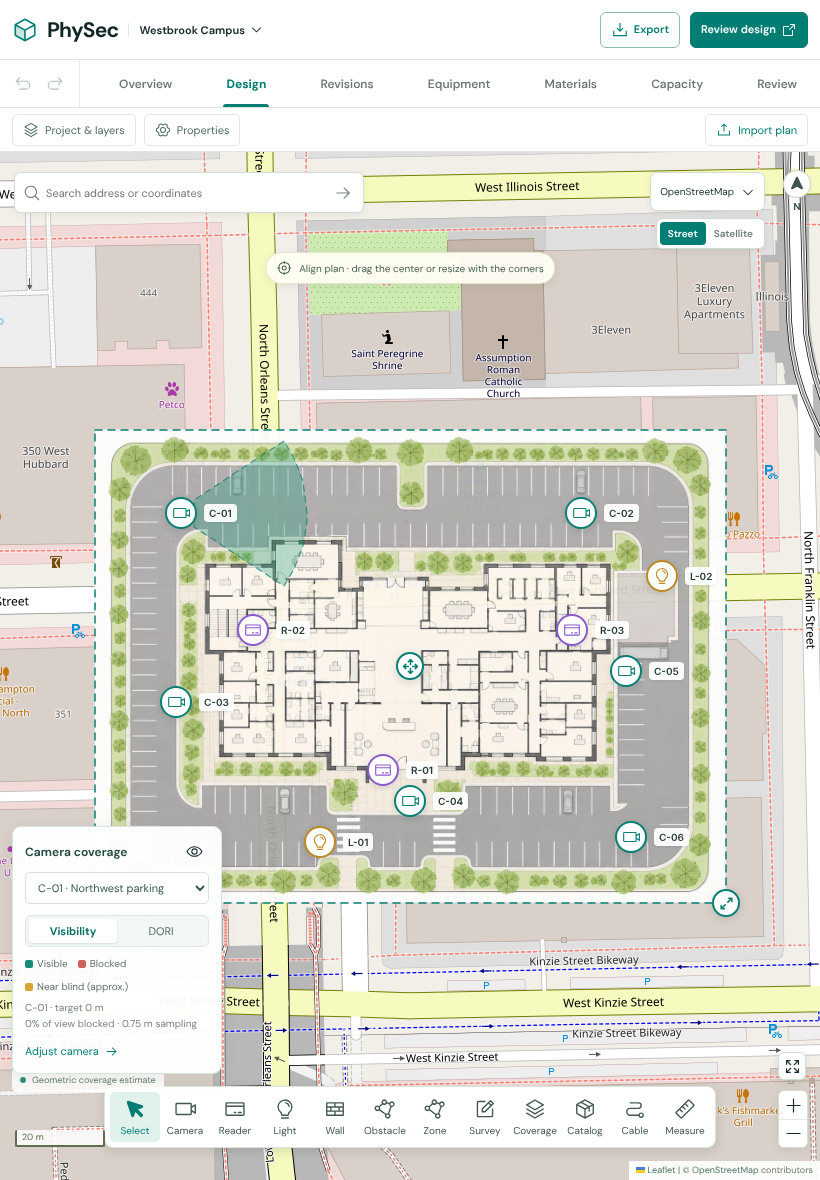 PhySec
Westbrook Campus
Export
Review design
Overview
Design
Revisions
Equipment
Materials
Capacity
Review
Project & layers
Properties
Import plan
Search address or coordinates
West Illinois Street
OpenStreetMap
N
Street
Satellite
Align plan · drag the center or resize with the corners
444
3Eleven
Luxury
Apartments
Illinois
3Eleven
Saint Peregrine
Shrine
Assumption
Roman
Catholic
Church
North Orleans Stre
Petco
350 West
Hubbard
C-01
C-02
L-02
R-02
R-03
C-05
C-03
R-01
C-04
L-01
C-06
North Franklin Street
Street
351
Camera coverage
C-01 · Northwest parking
Visibility
DORI
Visible
Blocked
Near blind (approx.)
C-01 · target 0 m
0% of view blocked · 0.75 m sampling
Adjust camera
Geometric coverage estimate
Kinzie Street Bikeway
P
P
West Kinzie Street
West Kinzie Street
P
Kinzie Street Bikeway
West Kinzie Street
P
Select
Camera
Reader
Light
Wall
Obstacle
Zone
Survey
Coverage
Catalog
Cable
Measure
k's Fishmarke
Grill
20 m
+
−
Leaflet | © OpenStreetMap contributors